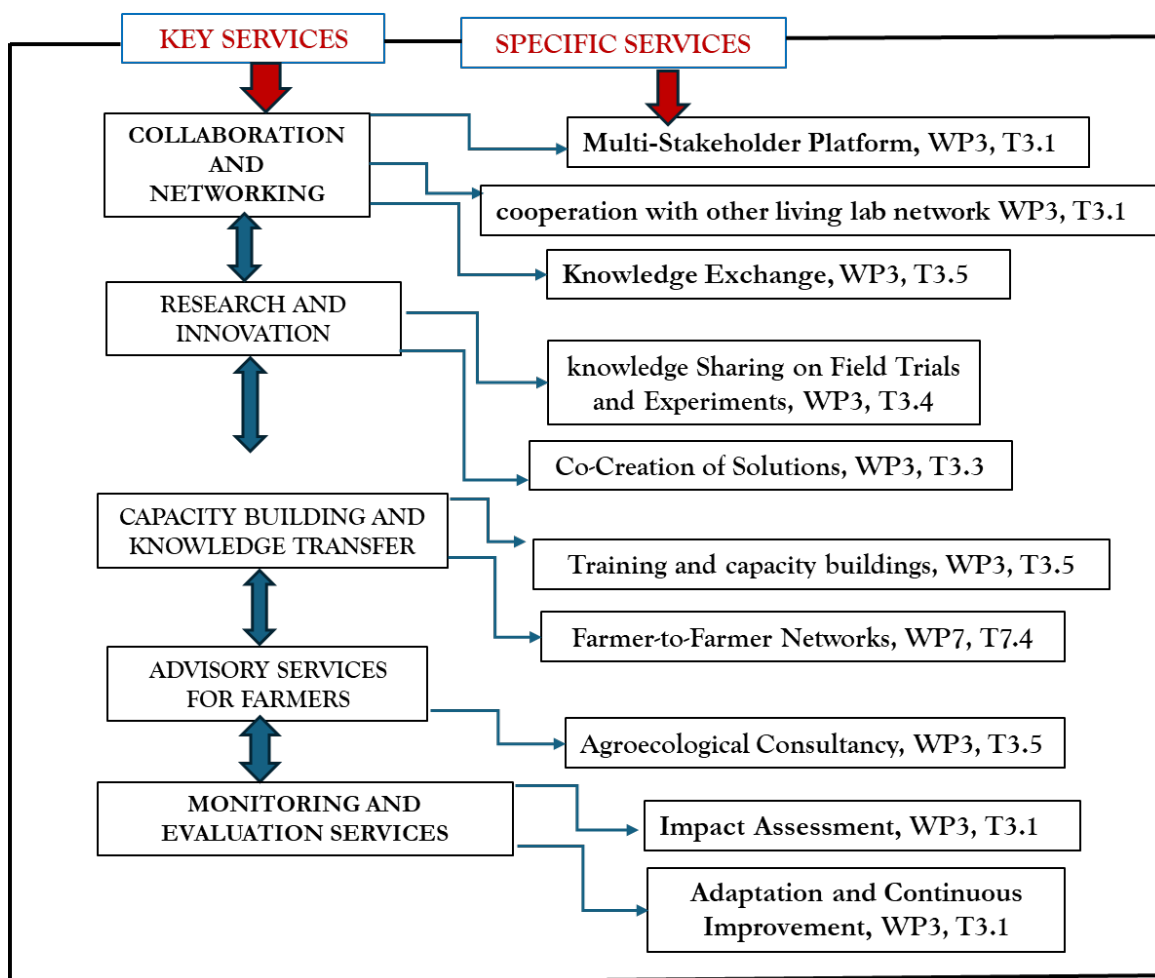 KEY SERVICES
SPECIFIC SERVICES
COLLABORATION
AND
NETWORKING
Multi-Stakeholder Platform, WP3, T3.1
cooperation with other living lab network WP3, T3.1
Knowledge Exchange, WP3, T3.5
RESEARCH AND
INNOVATION
knowledge Sharing on Field Trials
and Experiments, WP3, T3.4
Co-Creation of Solutions, WP3, T3.3
CAPACITY BUILDING AND
KNOWLEDGE TRANSFER
Training and capacity buildings, WP3, T3.5
Farmer-to-Farmer Networks, WP7, T7.4
ADVISORY SERVICES
FOR FARMERS
Agroecological Consultancy, WP3, T3.5
MONITORING AND
EVALUATION SERVICES
Impact Assessment, WP3, T3.1
Adaptation and Continuous
Improvement, WP3, T3.1